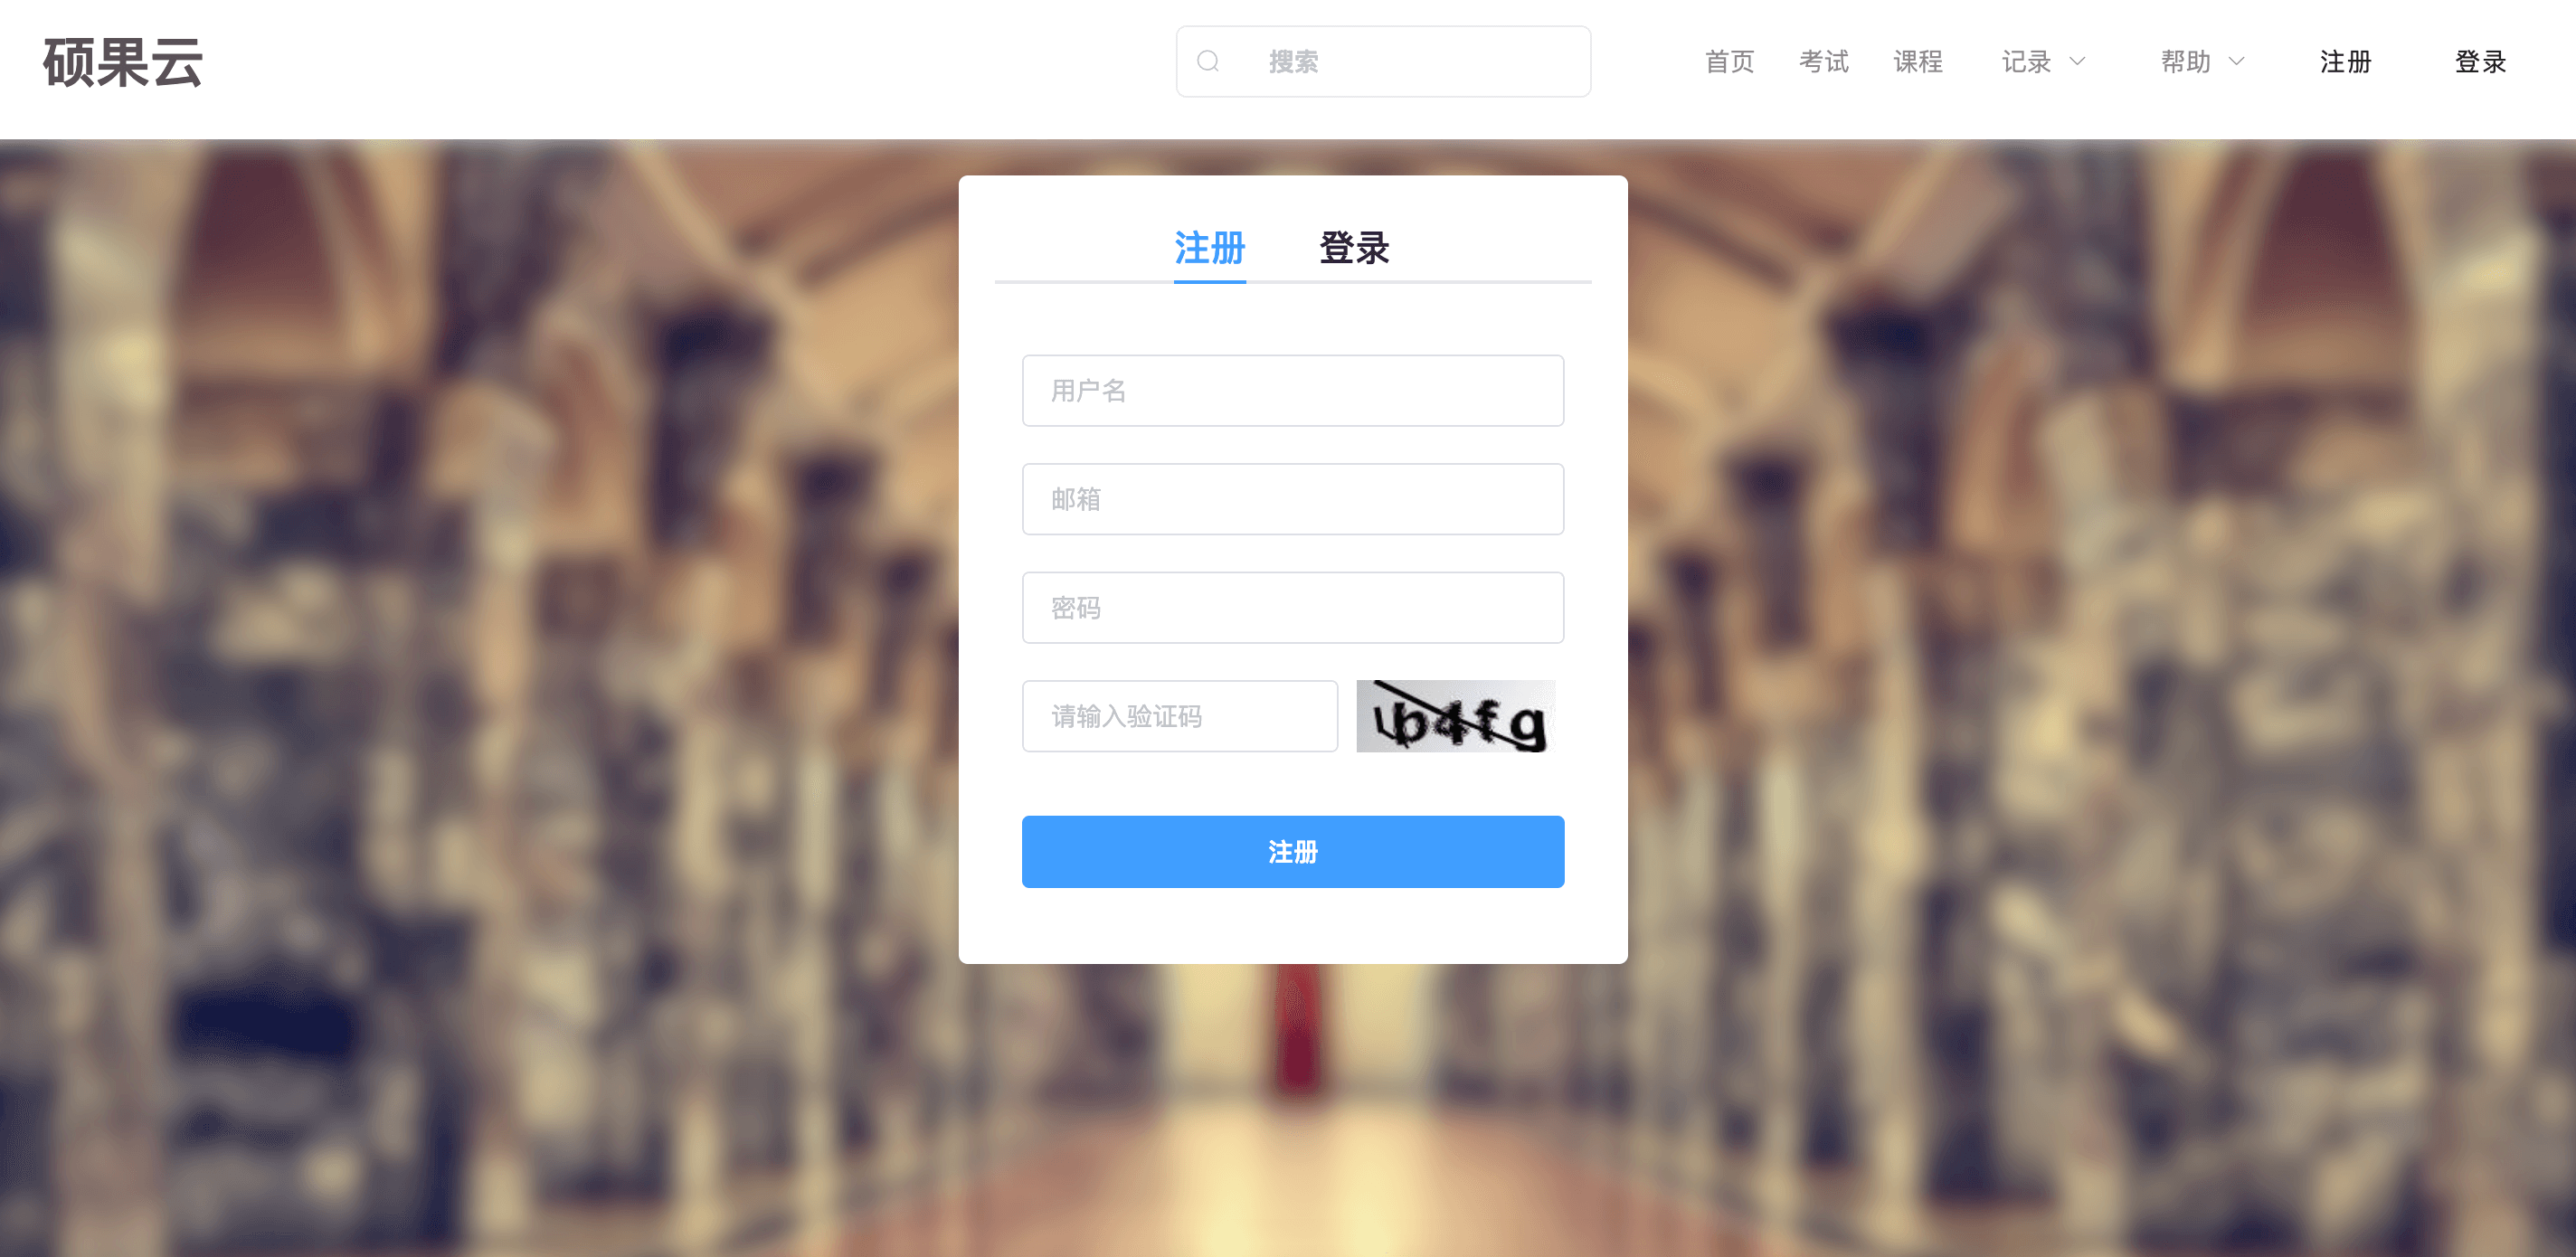 硕果云
搜索
首页 考试 课程 记录 帮助 注册 登录
注册 登录
用户名
邮箱
密码
请输入验证码
b4fg
注册